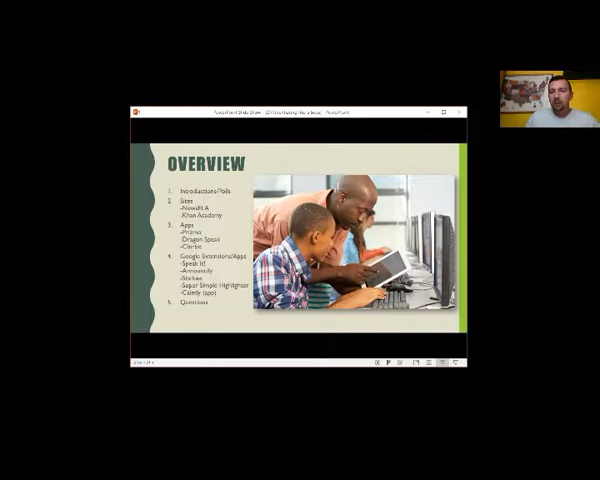 OVERVIEW
1. Introductions/Polls
2. Sites
-NewsELA
-Khan Academy
3. Apps
-Prizmo
-Dragon Speak
-Chirbit
4. Google Extensions/Apps
-Speak It!
-Announcify
-Stickies
-Super Simple Highlighter
-Calmly (app)
5. Questions